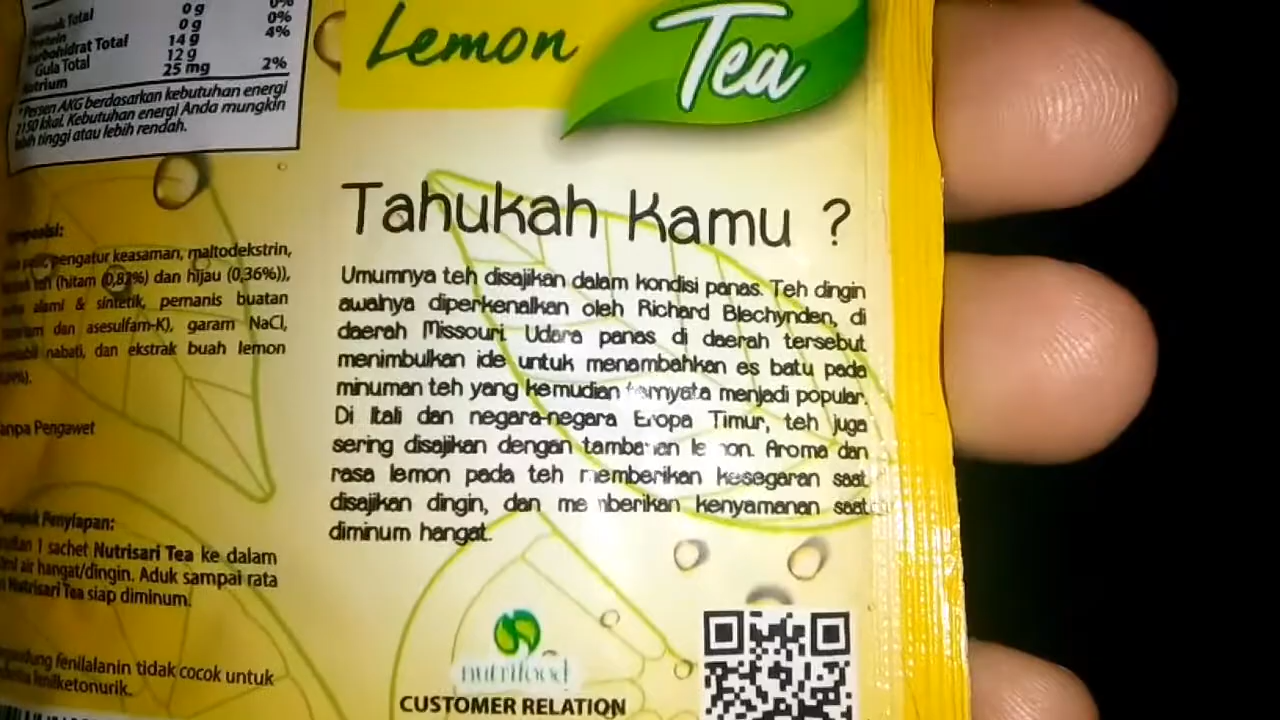 0%
0 g 0%
Total 0 g 4%
Karbohidrat Total 14 g
Gula Total 12 g
25 mg 2%
*Persen AKG berdasarkan kebutuhan energi
2150 kkal. Kebutuhan energi Anda mungkin
lebih tinggi atau lebih rendah.
pengatur keasaman, maltodekstrin,
teh (hitam (0,82%) dan hijau (0,36%)),
alami & sintetik, pemanis buatan
dan asesulfam-K), garam NaCl,
nabati, dan ekstrak buah lemon
Pengawet
Penyiapan:
1 sachet Nutrisari Tea ke dalam
air hangat/dingin. Aduk sampai rata
Nutrisari Tea siap diminum.
fenilalanin tidak cocok untuk
fenilketonurik.
Lemon Tea
Tahukah Kamu ?
Umumnya teh disajikan dalam kondisi panas. Teh dingin
awalnya diperkenalkan oleh Richard Blechynden, di
daerah Missouri. Udara panas di daerah tersebut
menimbulkan ide untuk menambahkan es batu pada
minuman teh yang kemudian ternyata menjadi popular.
Di Itali dan negara-negara Eropa Timur, teh juga
sering disajikan dengan tambahan lemon. Aroma dan
rasa lemon pada teh memberikan kesegaran saat
disajikan dingin, dan memberikan kenyamanan saat
diminum hangat.
nutrifood
CUSTOMER RELATION